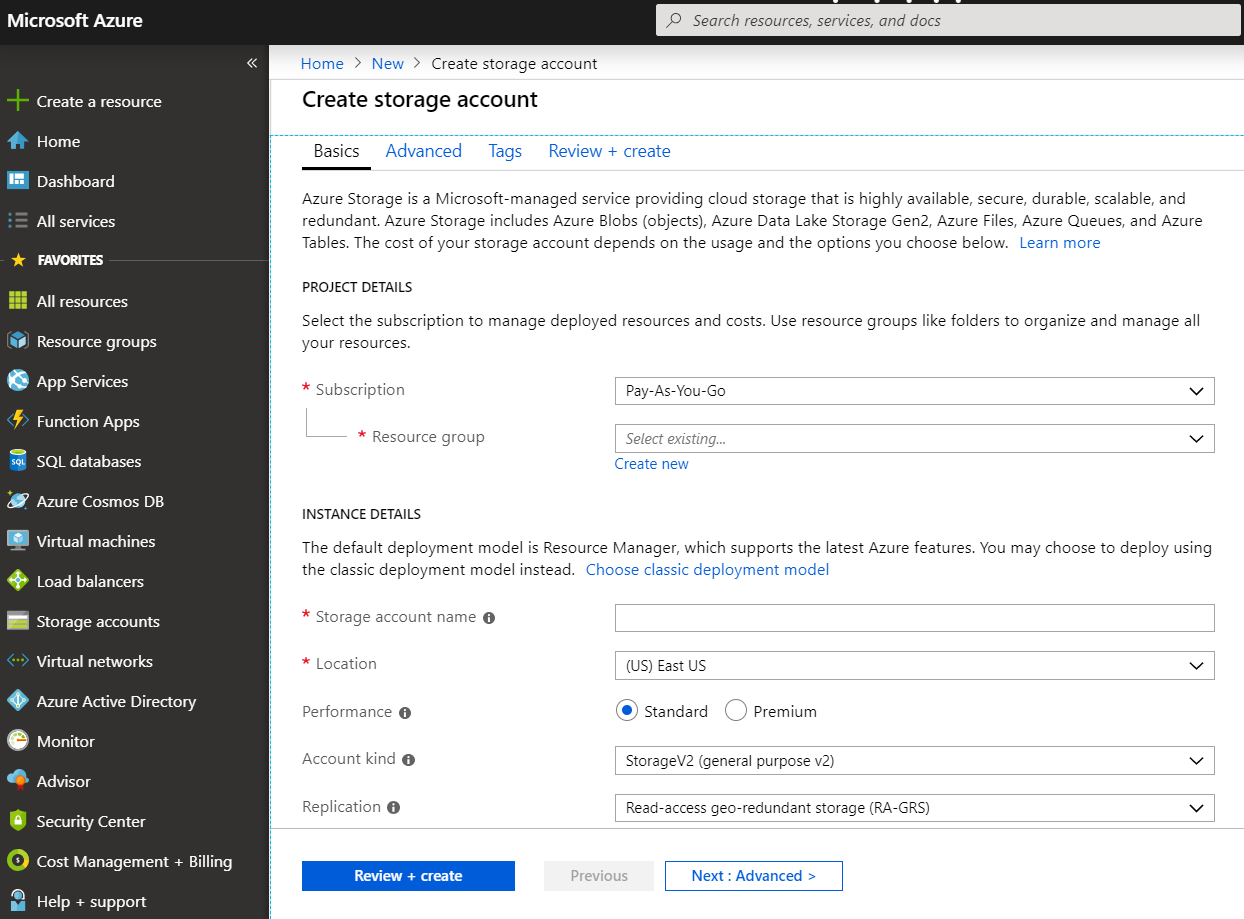 Microsoft Azure
Search resources, services, and docs
«
Create a resource
Home
Dashboard
All services
FAVORITES
All resources
Resource groups
App Services
Function Apps
SQL
SQL databases
Azure Cosmos DB
Virtual machines
Load balancers
Storage accounts
Virtual networks
Azure Active Directory
Monitor
Advisor
Security Center
Cost Management + Billing
Help + support
Home > New > Create storage account
Create storage account
Basics Advanced Tags Review + create
Azure Storage is a Microsoft-managed service providing cloud storage that is highly available, secure, durable, scalable, and
redundant. Azure Storage includes Azure Blobs (objects), Azure Data Lake Storage Gen2, Azure Files, Azure Queues, and Azure
Tables. The cost of your storage account depends on the usage and the options you choose below. Learn more
PROJECT DETAILS
Select the subscription to manage deployed resources and costs. Use resource groups like folders to organize and manage all
your resources.
* Subscription Pay-As-You-Go
* Resource group Select existing...
Create new
INSTANCE DETAILS
The default deployment model is Resource Manager, which supports the latest Azure features. You may choose to deploy using
the classic deployment model instead. Choose classic deployment model
* Storage account name
* Location (US) East US
Performance Standard Premium
Account kind StorageV2 (general purpose v2)
Replication Read-access geo-redundant storage (RA-GRS)
Review + create Previous Next : Advanced >